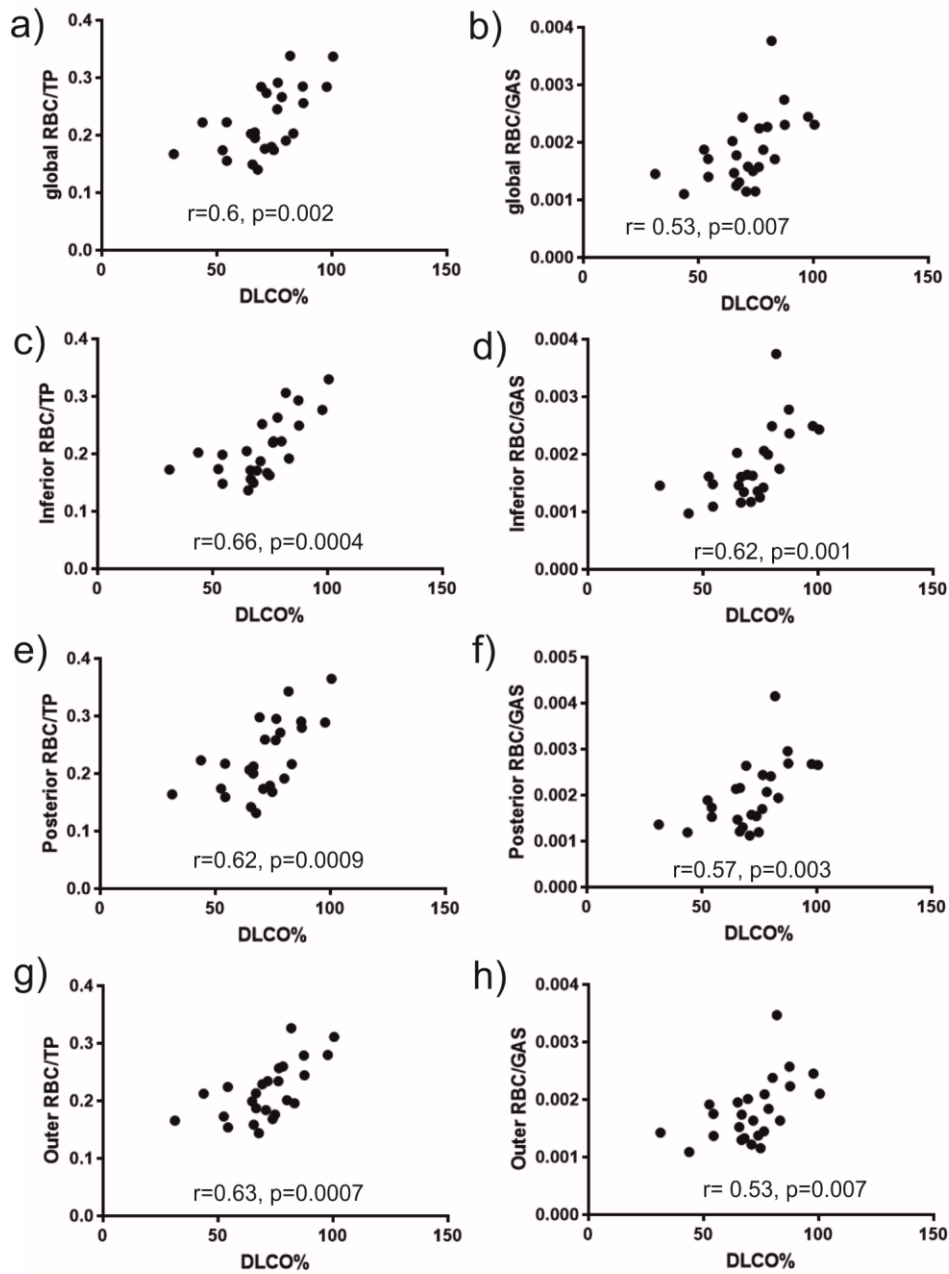 a)
global RBC/TP
0.4
0.3
0.2
0.1
0.0
0 50 100 150
DLCO%
r=0.6, p=0.002
b)
global RBC/GAS
0.004
0.003
0.002
0.001
0.000
0 50 100 150
DLCO%
r= 0.53, p=0.007
c)
Inferior RBC/TP
0.4
0.3
0.2
0.1
0.0
0 50 100 150
DLCO%
r=0.66, p=0.0004
d)
Inferior RBC/GAS
0.004
0.003
0.002
0.001
0.000
0 50 100 150
DLCO%
r=0.62, p=0.001
e)
Posterior RBC/TP
0.4
0.3
0.2
0.1
0.0
0 50 100 150
DLCO%
r=0.62, p=0.0009
f)
Posterior RBC/GAS
0.005
0.004
0.003
0.002
0.001
0.000
0 50 100 150
DLCO%
r=0.57, p=0.003
g)
Outer RBC/TP
0.4
0.3
0.2
0.1
0.0
0 50 100 150
DLCO%
r=0.63, p=0.0007
h)
Outer RBC/GAS
0.004
0.003
0.002
0.001
0.000
0 50 100 150
DLCO%
r= 0.53, p=0.007